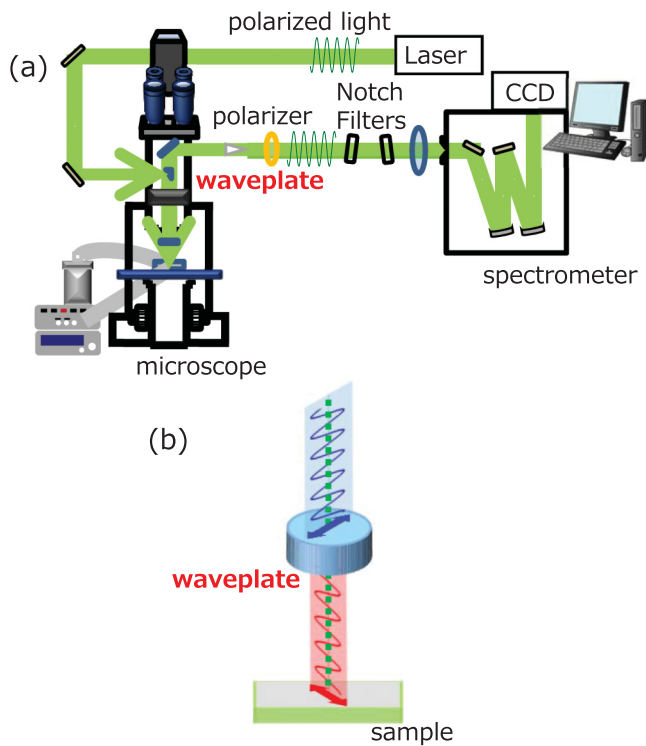 polarized light
(a)
Laser
CCD
polarizer
Notch
Filters
waveplate
spectrometer
microscope
(b)
waveplate
sample